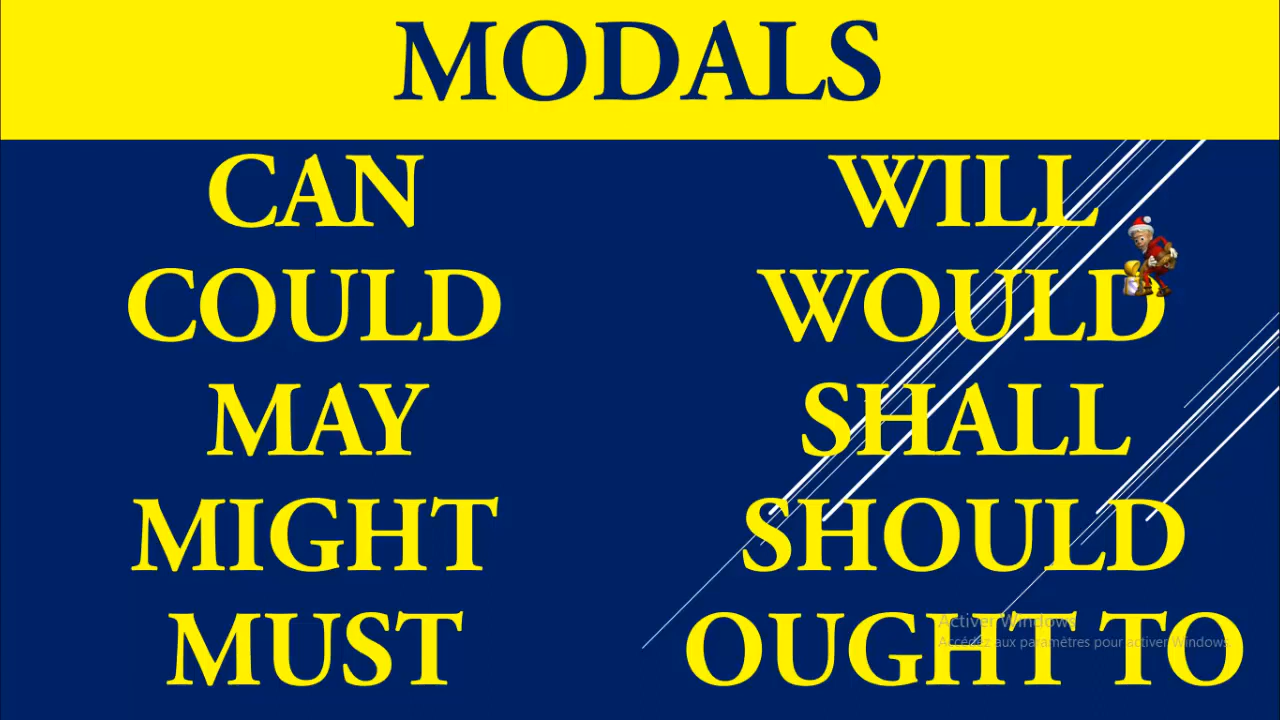 MODALS
CAN
COULD
MAY
MIGHT
MUST
WILL
WOULD
SHALL
SHOULD
OUGHT TO
Activer Windows
Accédez aux paramètres pour activer Windows.